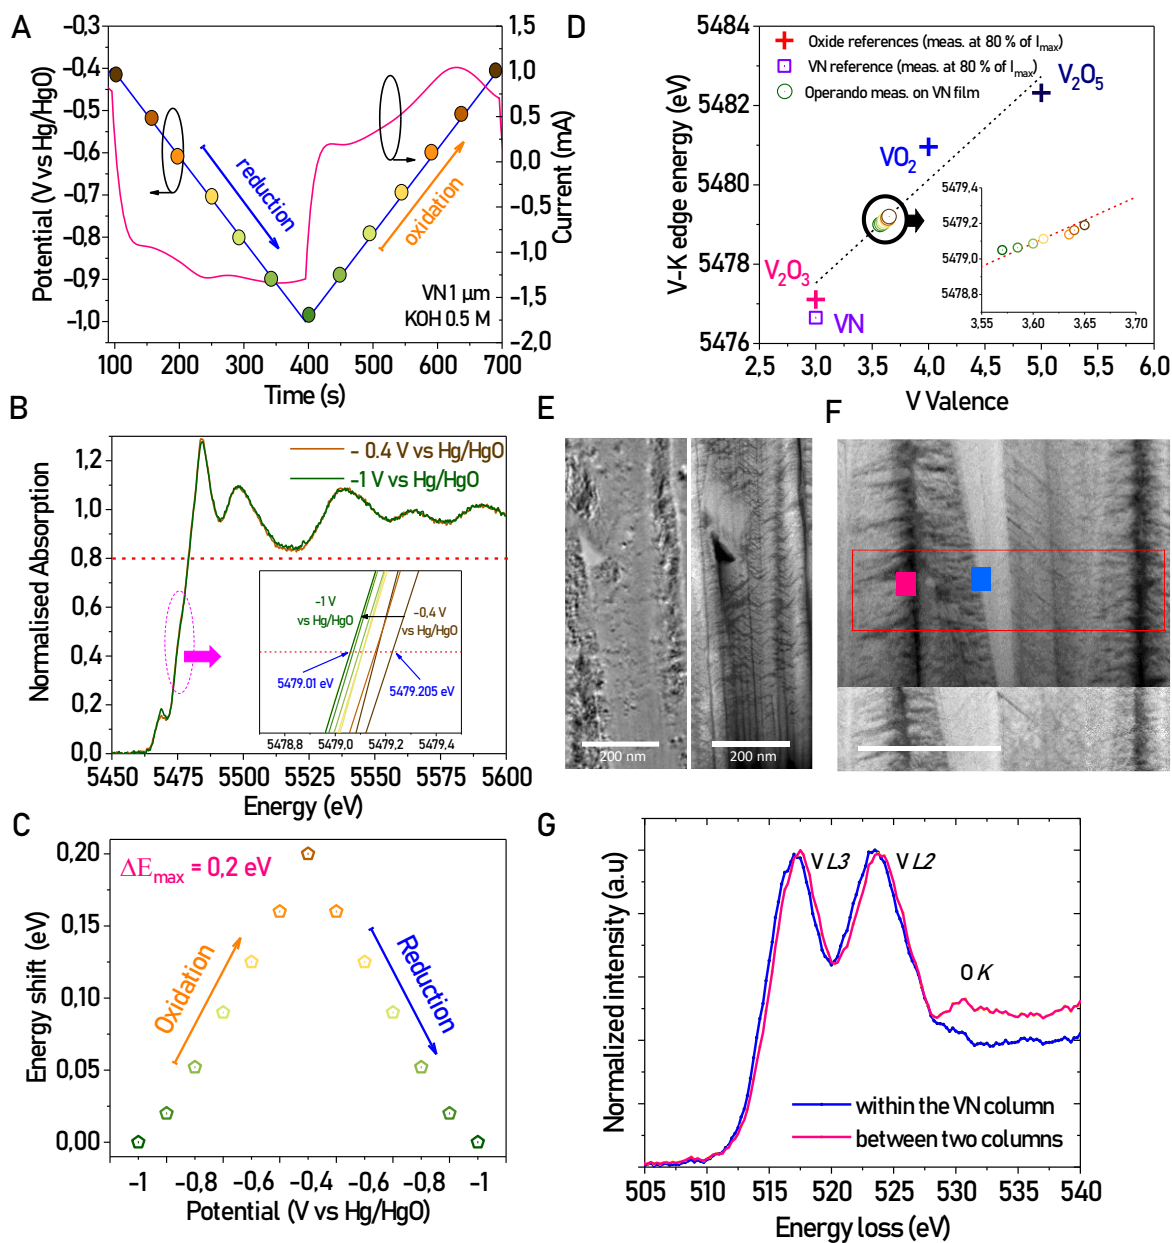 A
Potential (V vs Hg/HgO)
−0,3
−0,4
−0,5
−0,6
−0,7
−0,8
−0,9
−1,0
1,5
1,0
0,5
0,0
−0,5
−1,0
−1,5
−2,0
Current (mA)
reduction
oxidation
VN 1 µm
KOH 0.5 M
100 200 300 400 500 600 700
Time (s)
D
V-K edge energy (eV)
5484
5482
5480
5478
5476
Oxide references (meas. at 80 % of Imax)
VN reference (meas. at 80 % of Imax)
Operando meas. on VN film
V2O5
VO2
V2O3
VN
5479,4
5479,2
5479,0
5478,8
3,55 3,60 3,65 3,70
2,5 3,0 3,5 4,0 4,5 5,0 5,5 6,0
V Valence
B
Normalised Absorption
1,2
1,0
0,8
0,6
0,4
0,2
0,0
− 0.4 V vs Hg/HgO
−1 V vs Hg/HgO
−1 V
vs Hg/HgO
−0,4 V
vs Hg/HgO
5479.01 eV
5479.205 eV
5478,8 5479,0 5479,2 5479,4
5450 5475 5500 5525 5550 5575 5600
Energy (eV)
E
200 nm
200 nm
F
C
Energy shift (eV)
0,20
0,15
0,10
0,05
0,00
ΔEmax = 0,2 eV
Oxidation
Reduction
−1 −0,8 −0,6 −0,4 −0,6 −0,8 −1
Potential (V vs Hg/HgO)
G
Normalized intensity (a.u)
V L3
V L2
O K
within the VN column
between two columns
505 510 515 520 525 530 535 540
Energy loss (eV)